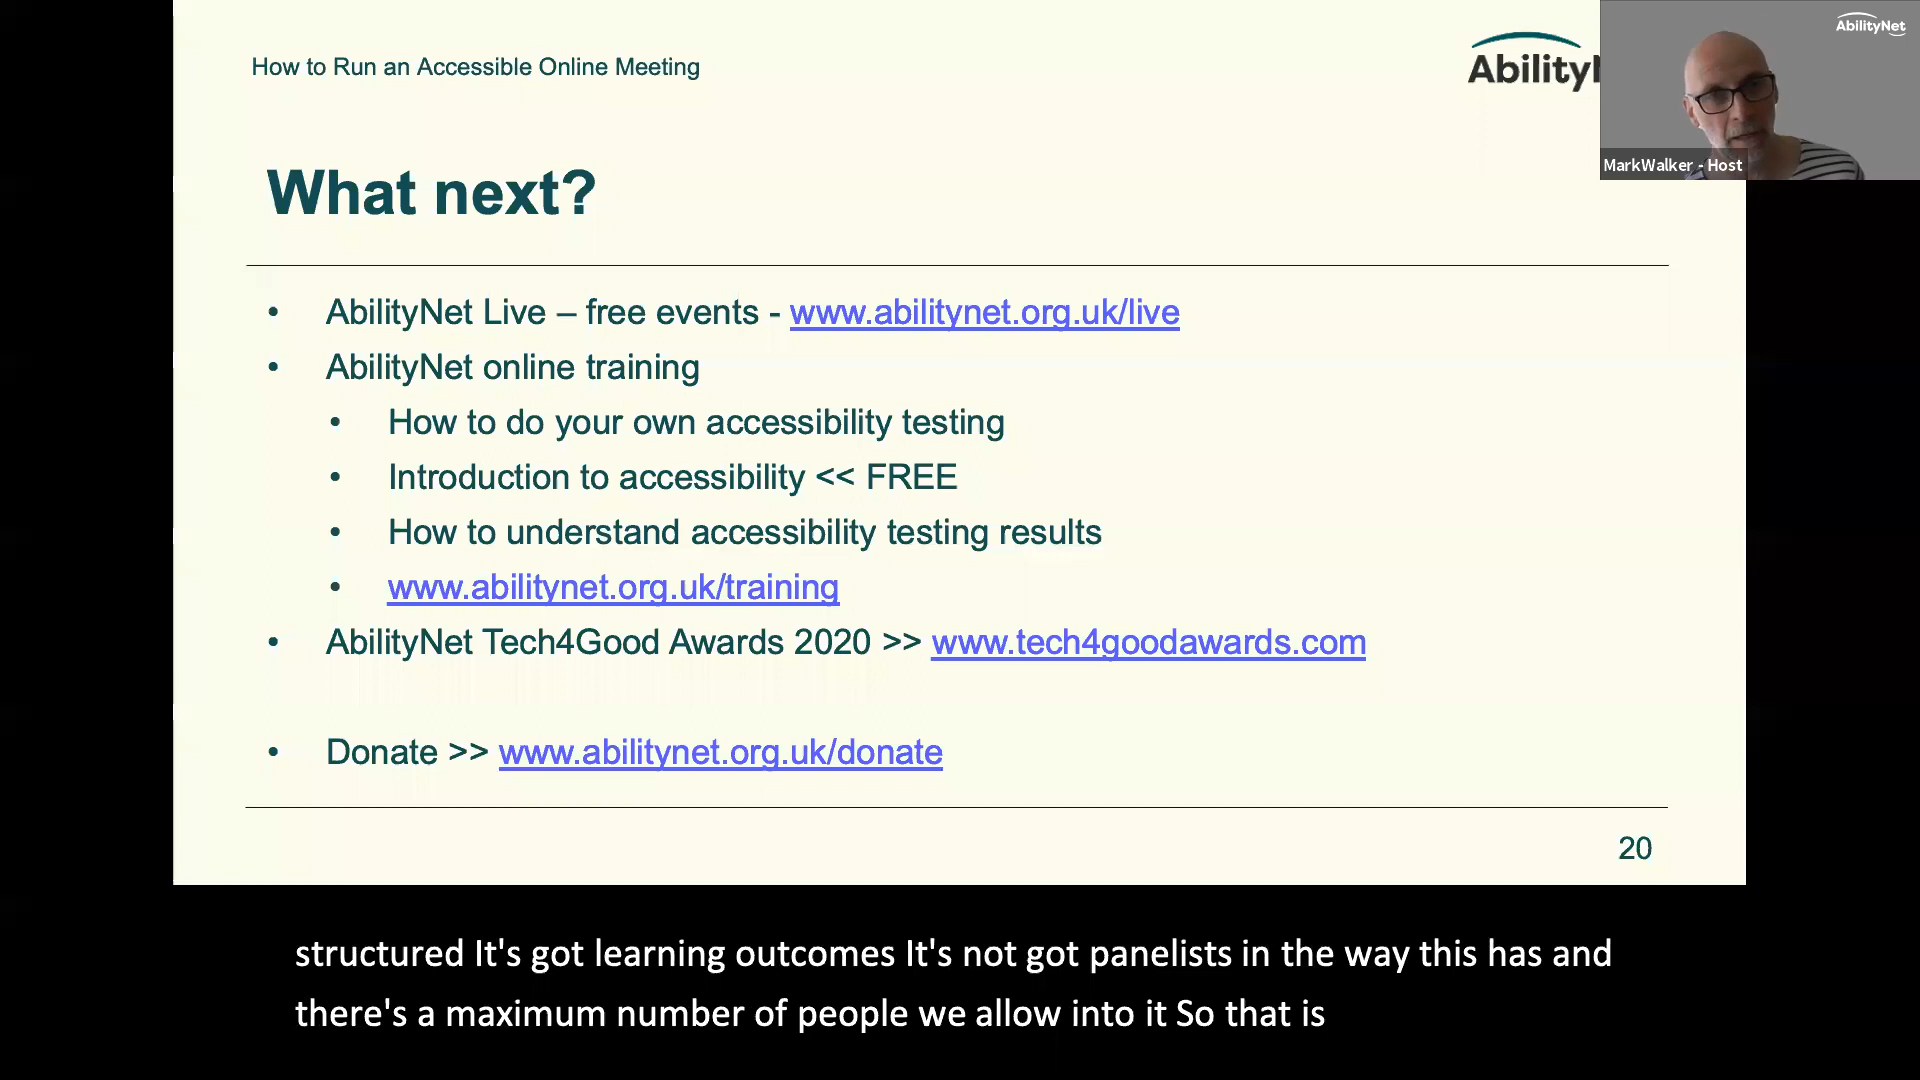 How to Run an Accessible Online Meeting
Ability
AbilityNet
MarkWalker - Host
What next?
• AbilityNet Live – free events - www.abilitynet.org.uk/live
• AbilityNet online training
• How to do your own accessibility testing
• Introduction to accessibility << FREE
• How to understand accessibility testing results
• www.abilitynet.org.uk/training
• AbilityNet Tech4Good Awards 2020 >> www.tech4goodawards.com
• Donate >> www.abilitynet.org.uk/donate
20
structured It's got learning outcomes It's not got panelists in the way this has and
there's a maximum number of people we allow into it So that is